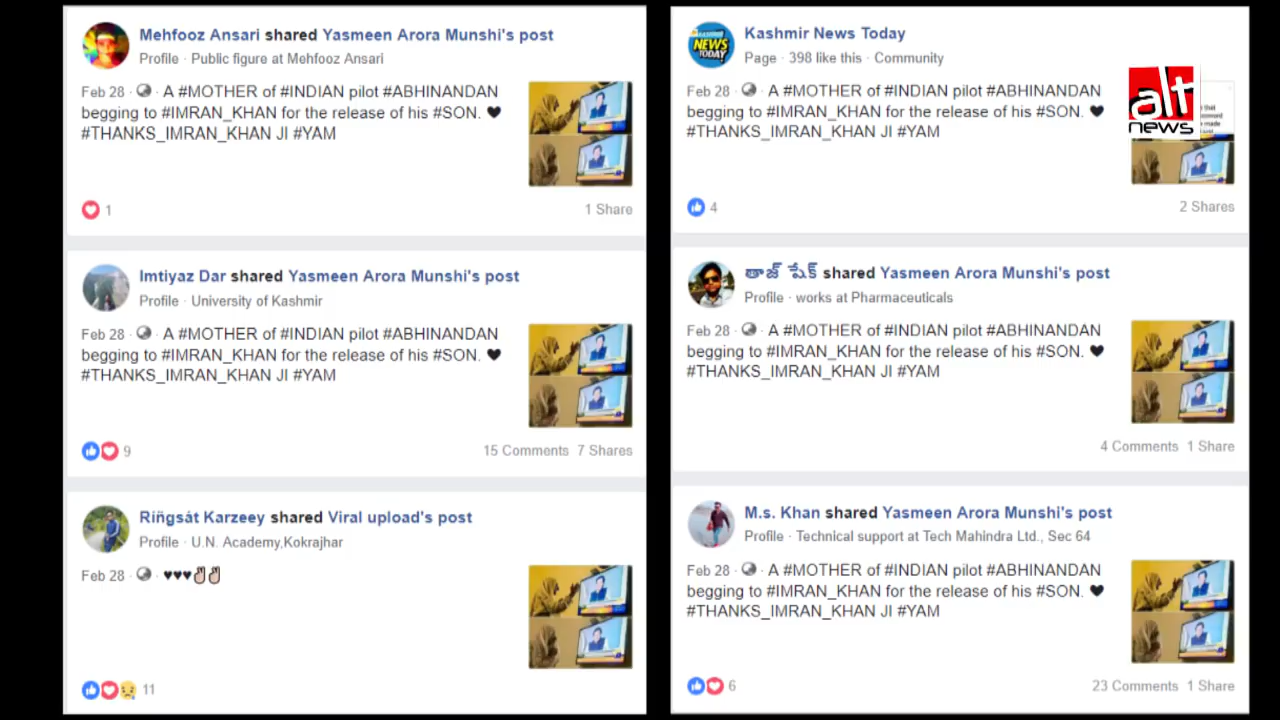 Mehfooz Ansari shared Yasmeen Arora Munshi's post
Profile · Public figure at Mehfooz Ansari
Feb 28 · A #MOTHER of #INDIAN pilot #ABHINANDAN
begging to #IMRAN_KHAN for the release of his #SON. ♥
#THANKS_IMRAN_KHAN JI #YAM
1
1 Share
Imtiyaz Dar shared Yasmeen Arora Munshi's post
Profile · University of Kashmir
Feb 28 · A #MOTHER of #INDIAN pilot #ABHINANDAN
begging to #IMRAN_KHAN for the release of his #SON. ♥
#THANKS_IMRAN_KHAN JI #YAM
9
15 Comments 7 Shares
Riñgsát Karzeey shared Viral upload's post
Profile · U.N. Academy,Kokrajhar
Feb 28 · ♥♥♥✌✌
11
Kashmir News Today
Page · 398 like this · Community
Feb 28 · A #MOTHER of #INDIAN pilot #ABHINANDAN
begging to #IMRAN_KHAN for the release of his #SON. ♥
#THANKS_IMRAN_KHAN JI #YAM
4
2 Shares
NEWS
TODAY
alt
news
తాజ్ షేక్ shared Yasmeen Arora Munshi's post
Profile · works at Pharmaceuticals
Feb 28 · A #MOTHER of #INDIAN pilot #ABHINANDAN
begging to #IMRAN_KHAN for the release of his #SON. ♥
#THANKS_IMRAN_KHAN JI #YAM
4 Comments 1 Share
M.s. Khan shared Yasmeen Arora Munshi's post
Profile · Technical support at Tech Mahindra Ltd., Sec 64
Feb 28 · A #MOTHER of #INDIAN pilot #ABHINANDAN
begging to #IMRAN_KHAN for the release of his #SON. ♥
#THANKS_IMRAN_KHAN JI #YAM
6
23 Comments 1 Share